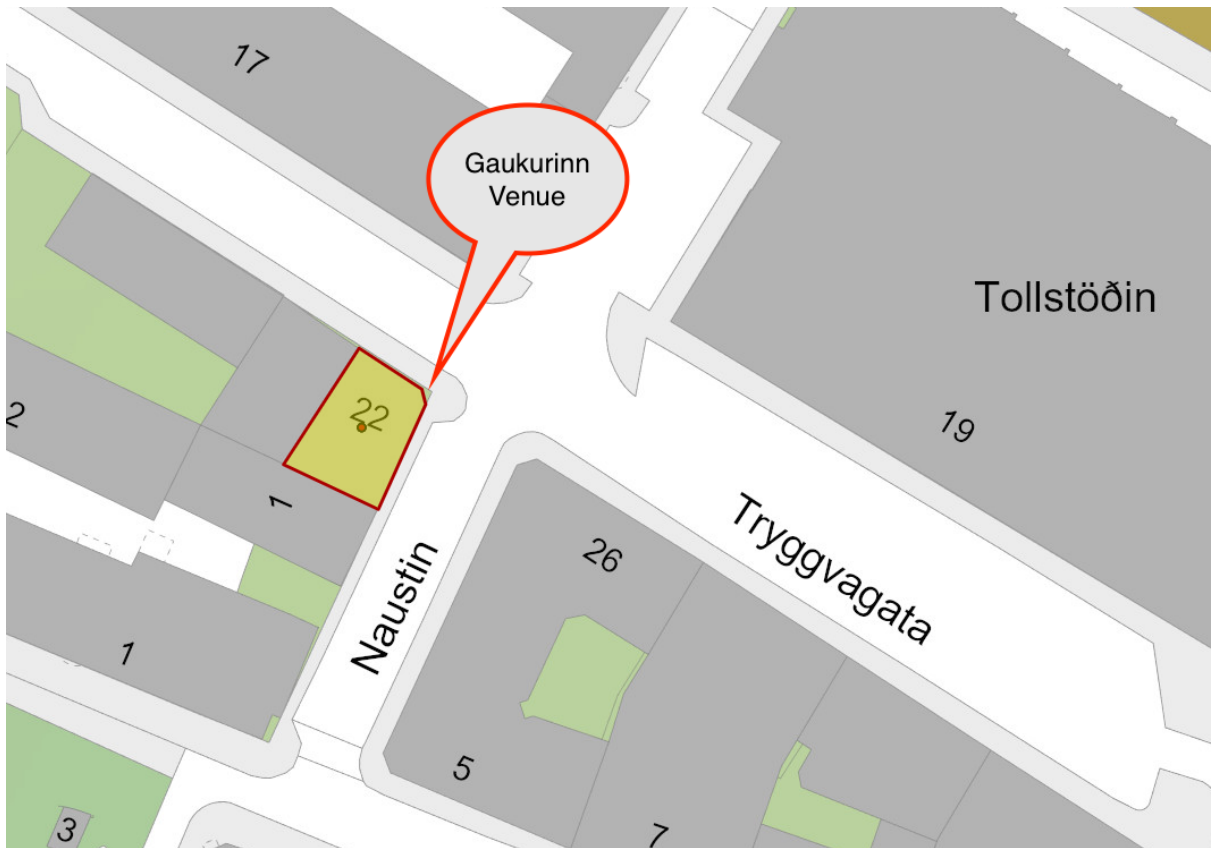 17
Gaukurinn
Venue
Tollstöðin
22
2
19
1
Tryggvagata
26
Naustin
1
5
7
3